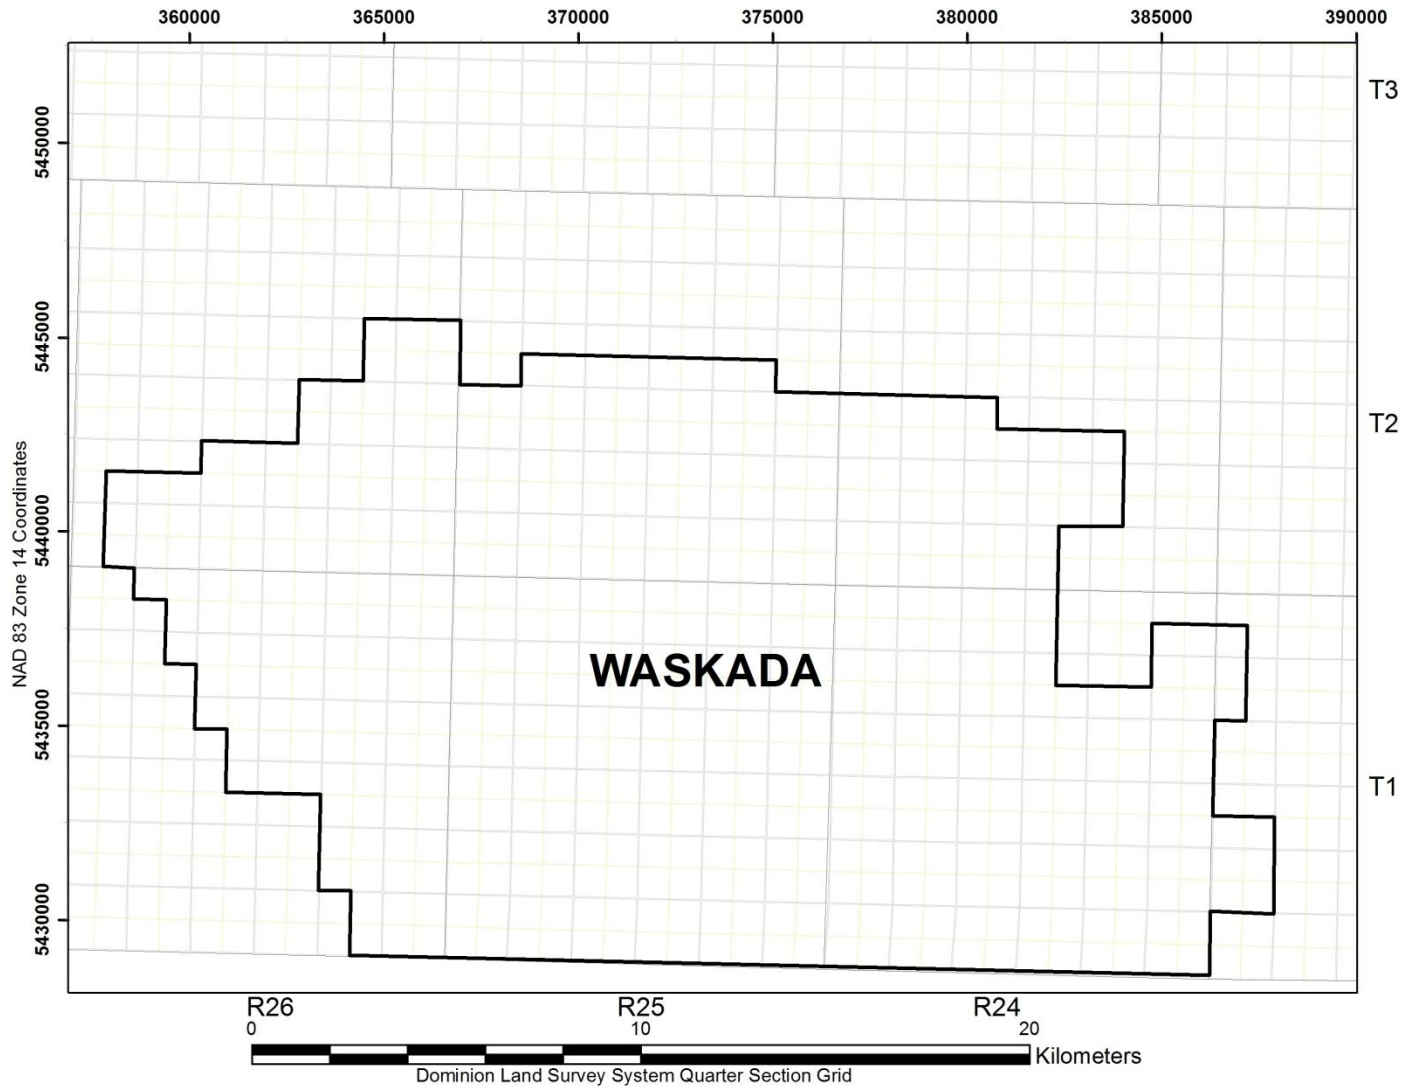 360000 365000 370000 375000 380000 385000 390000
T3
5450000
5445000
T2
NAD 83 Zone 14 Coordinates
5440000
WASKADA
5435000
T1
5430000
R26 R25 R24
0 10 20
Kilometers
Dominion Land Survey System Quarter Section Grid